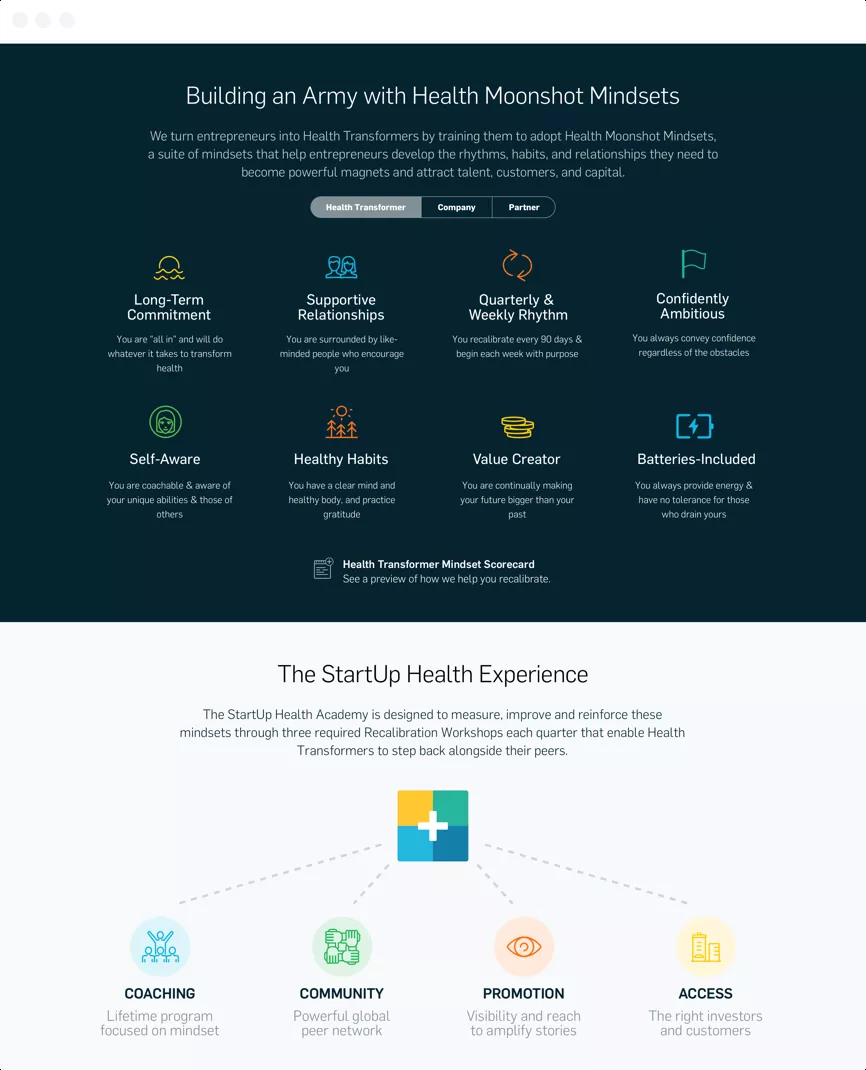 Building an Army with Health Moonshot Mindsets
We turn entrepreneurs into Health Transformers by training them to adopt Health Moonshot Mindsets,
a suite of mindsets that help entrepreneurs develop the rhythms, habits, and relationships they need to
become powerful magnets and attract talent, customers, and capital.
Health Transformer
Company
Partner
Long-Term
Commitment
You are "all in" and will do
whatever it takes to transform
health
Supportive
Relationships
You are surrounded by like-
minded people who encourage
you
Quarterly &
Weekly Rhythm
You recalibrate every 90 days &
begin each week with purpose
Confidently
Ambitious
You always convey confidence
regardless of the obstacles
Self-Aware
You are coachable & aware of
your unique abilities & those of
others
Healthy Habits
You have a clear mind and
healthy body, and practice
gratitude
Value Creator
You are continually making
your future bigger than your
past
Batteries-Included
You always provide energy &
have no tolerance for those
who drain yours
Health Transformer Mindset Scorecard
See a preview of how we help you recalibrate.
The StartUp Health Experience
The StartUp Health Academy is designed to measure, improve and reinforce these
mindsets through three required Recalibration Workshops each quarter that enable Health
Transformers to step back alongside their peers.
COACHING
Lifetime program
focused on mindset
COMMUNITY
Powerful global
peer network
PROMOTION
Visibility and reach
to amplify stories
ACCESS
The right investors
and customers